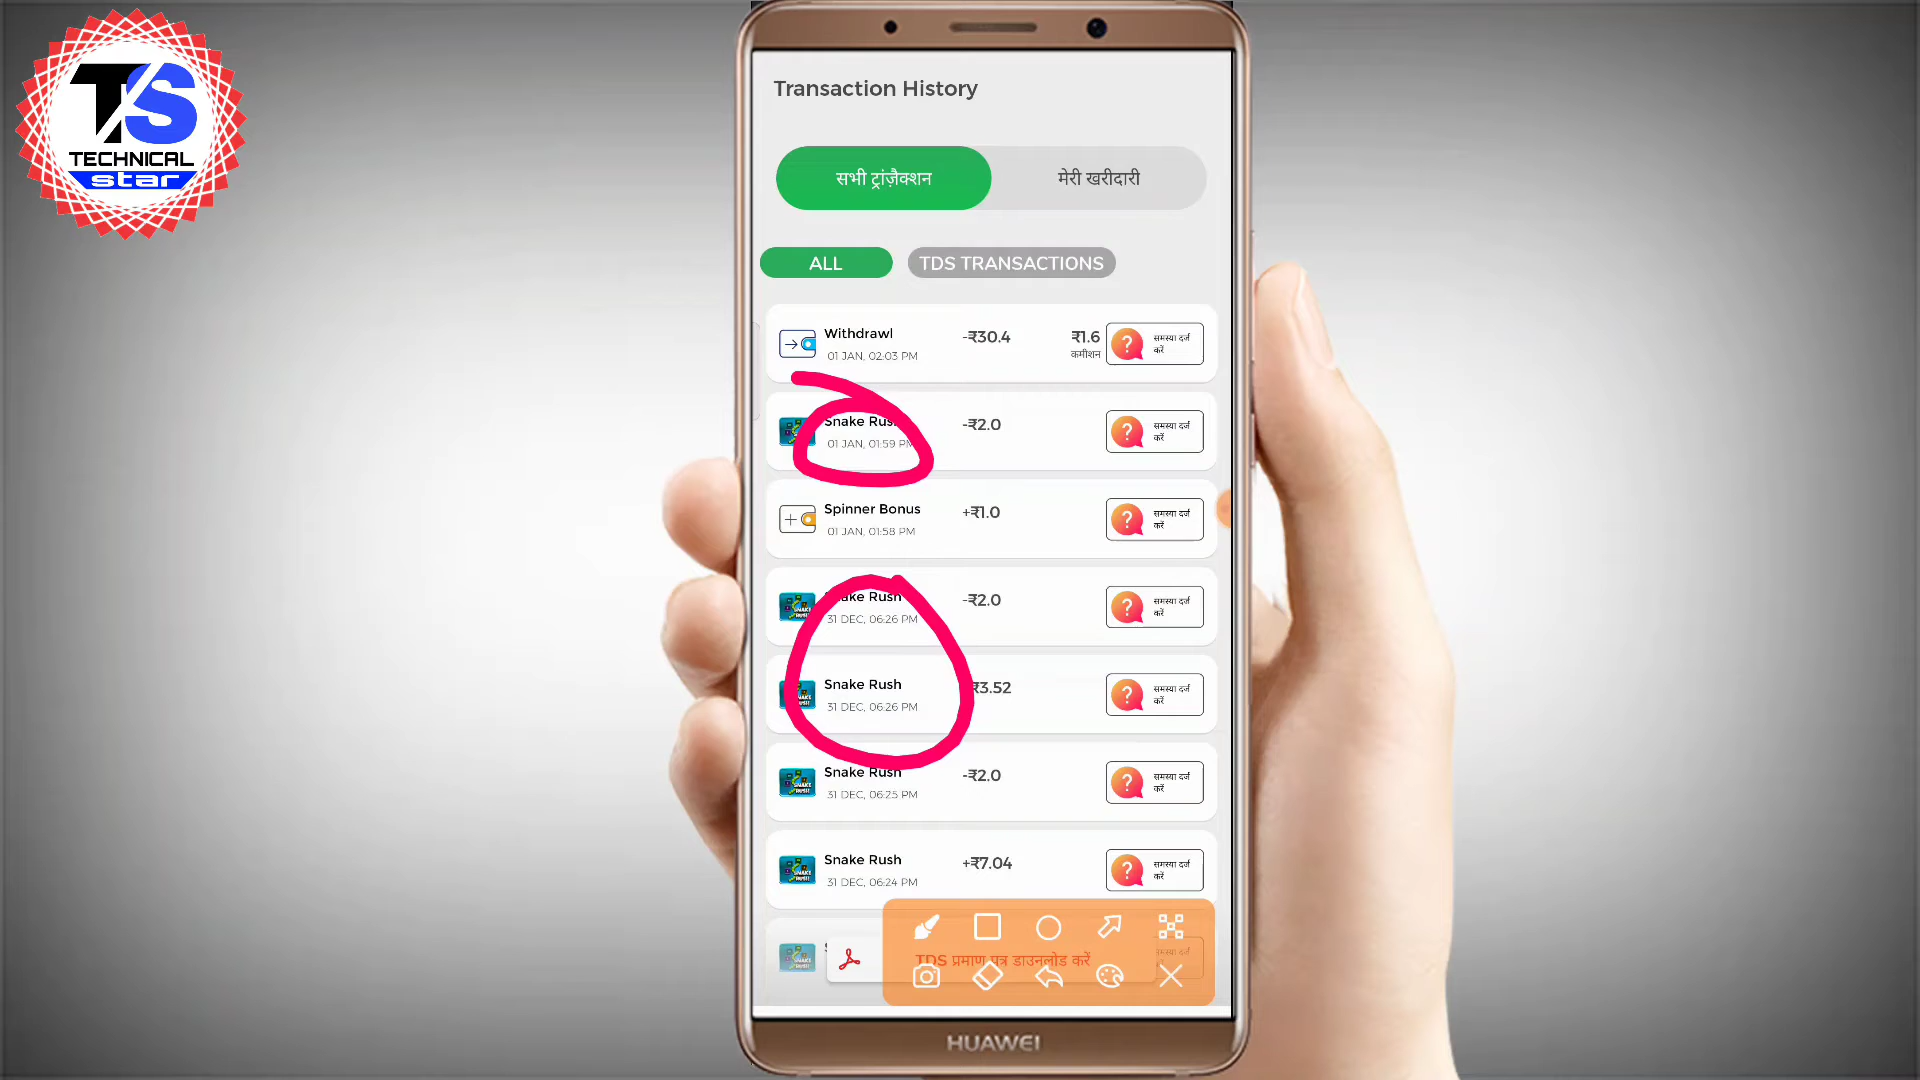 TS
TECHNICAL
star
Transaction History
सभी ट्रांज़ैक्शन
मेरी खरीदारी
ALL
TDS TRANSACTIONS
Withdrawl
-₹30.4
₹1.6
01 JAN, 02:03 PM
कमीशन
समस्या दर्ज
करें
Snake Rush
-₹2.0
01 JAN, 01:59 PM
समस्या दर्ज
करें
Spinner Bonus
+₹1.0
01 JAN, 01:58 PM
समस्या दर्ज
करें
Snake Rush
-₹2.0
31 DEC, 06:26 PM
समस्या दर्ज
करें
Snake Rush
₹3.52
31 DEC, 06:26 PM
समस्या दर्ज
करें
Snake Rush
-₹2.0
31 DEC, 06:25 PM
समस्या दर्ज
करें
Snake Rush
+₹7.04
31 DEC, 06:24 PM
समस्या दर्ज
करें
TDS प्रमाण पत्र डाउनलोड करें
HUAWEI